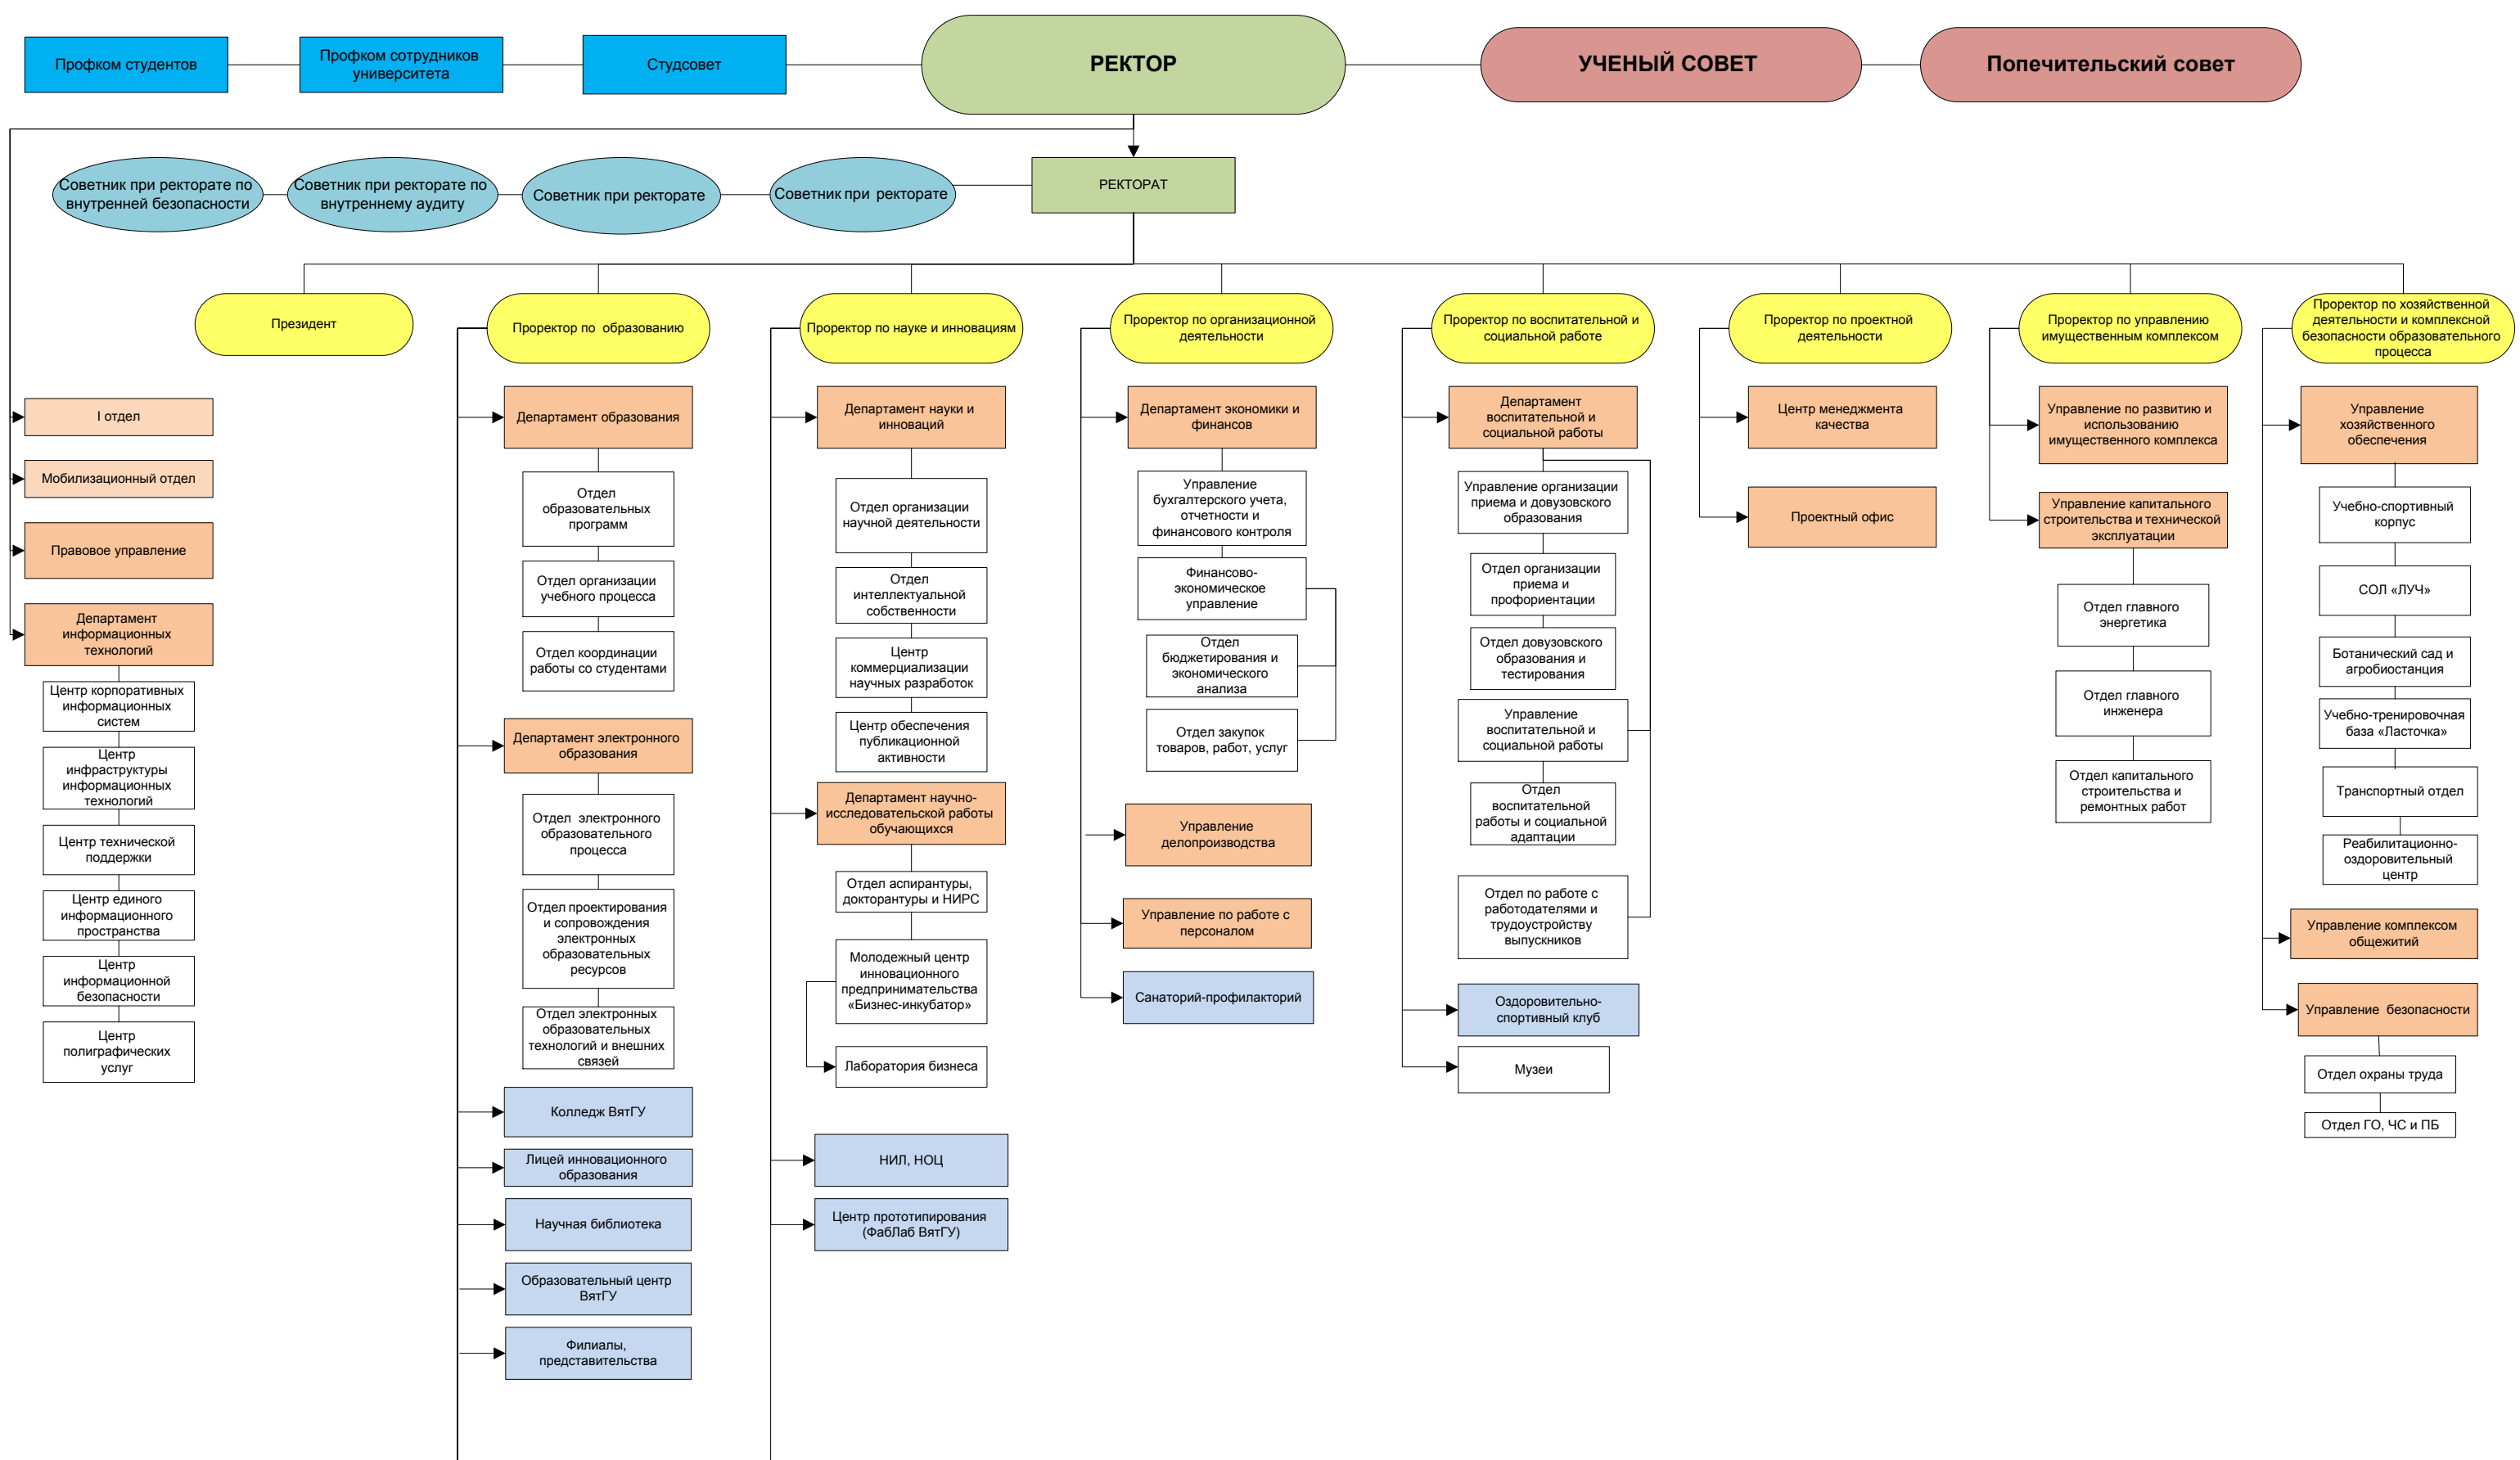 Профком студентов
Профком сотрудников
университета
Студсовет
РЕКТОР
УЧЕНЫЙ СОВЕТ
Попечительский совет
Советник при ректорате по
внутренней безопасности
Советник при ректорате по
внутреннему аудиту
Советник при ректорате
Советник при ректорате
РЕКТОРАТ
Президент
Проректор по образованию
Проректор по науке и инновациям
Проректор по организационной
деятельности
Проректор по воспитательной и
социальной работе
Проректор по проектной
деятельности
Проректор по управлению
имущественным комплексом
Проректор по хозяйственной
деятельности и комплексной
безопасности образовательного
процесса
I отдел
Мобилизационный отдел
Правовое управление
Департамент
информационных
технологий
Центр корпоративных
информационных
систем
Центр
инфраструктуры
информационных
технологий
Центр технической
поддержки
Центр единого
информационного
пространства
Центр
информационной
безопасности
Центр
полиграфических
услуг
Департамент образования
Отдел
образовательных
программ
Отдел организации
учебного процесса
Отдел координации
работы со студентами
Департамент электронного
образования
Отдел электронного
образовательного
процесса
Отдел проектирования
и сопровождения
электронных
образовательных
ресурсов
Отдел электронных
образовательных
технологий и внешних
связей
Колледж ВятГУ
Лицей инновационного
образования
Научная библиотека
Образовательный центр
ВятГУ
Филиалы,
представительства
Департамент науки и
инноваций
Отдел организации
научной деятельности
Отдел
интеллектуальной
собственности
Центр
коммерциализации
научных разработок
Центр обеспечения
публикационной
активности
Департамент научно-
исследовательской работы
обучающихся
Отдел аспирантуры,
докторантуры и НИРС
Молодежный центр
инновационного
предпринимательства
«Бизнес-инкубатор»
Лаборатория бизнеса
НИЛ, НОЦ
Центр прототипирования
(ФабЛаб ВятГУ)
Департамент экономики и
финансов
Управление
бухгалтерского учета,
отчетности и
финансового контроля
Финансово-
экономическое
управление
Отдел
бюджетирования и
экономического
анализа
Отдел закупок
товаров, работ, услуг
Управление
делопроизводства
Управление по работе с
персоналом
Санаторий-профилакторий
Департамент
воспитательной и
социальной работы
Управление организации
приема и довузовского
образования
Отдел организации
приема и
профориентации
Отдел довузовского
образования и
тестирования
Управление
воспитательной и
социальной работы
Отдел
воспитательной
работы и социальной
адаптации
Отдел по работе с
работодателями и
трудоустройству
выпускников
Оздоровительно-
спортивный клуб
Музеи
Центр менеджмента
качества
Проектный офис
Управление по развитию и
использованию
имущественного комплекса
Управление капитального
строительства и технической
эксплуатации
Отдел главного
энергетика
Отдел главного
инженера
Отдел капитального
строительства и
ремонтных работ
Управление
хозяйственного
обеспечения
Учебно-спортивный
корпус
СОЛ «ЛУЧ»
Ботанический сад и
агробиостанция
Учебно-тренировочная
база «Ласточка»
Транспортный отдел
Реабилитационно-
оздоровительный
центр
Управление комплексом
общежитий
Управление безопасности
Отдел охраны труда
Отдел ГО, ЧС и ПБ